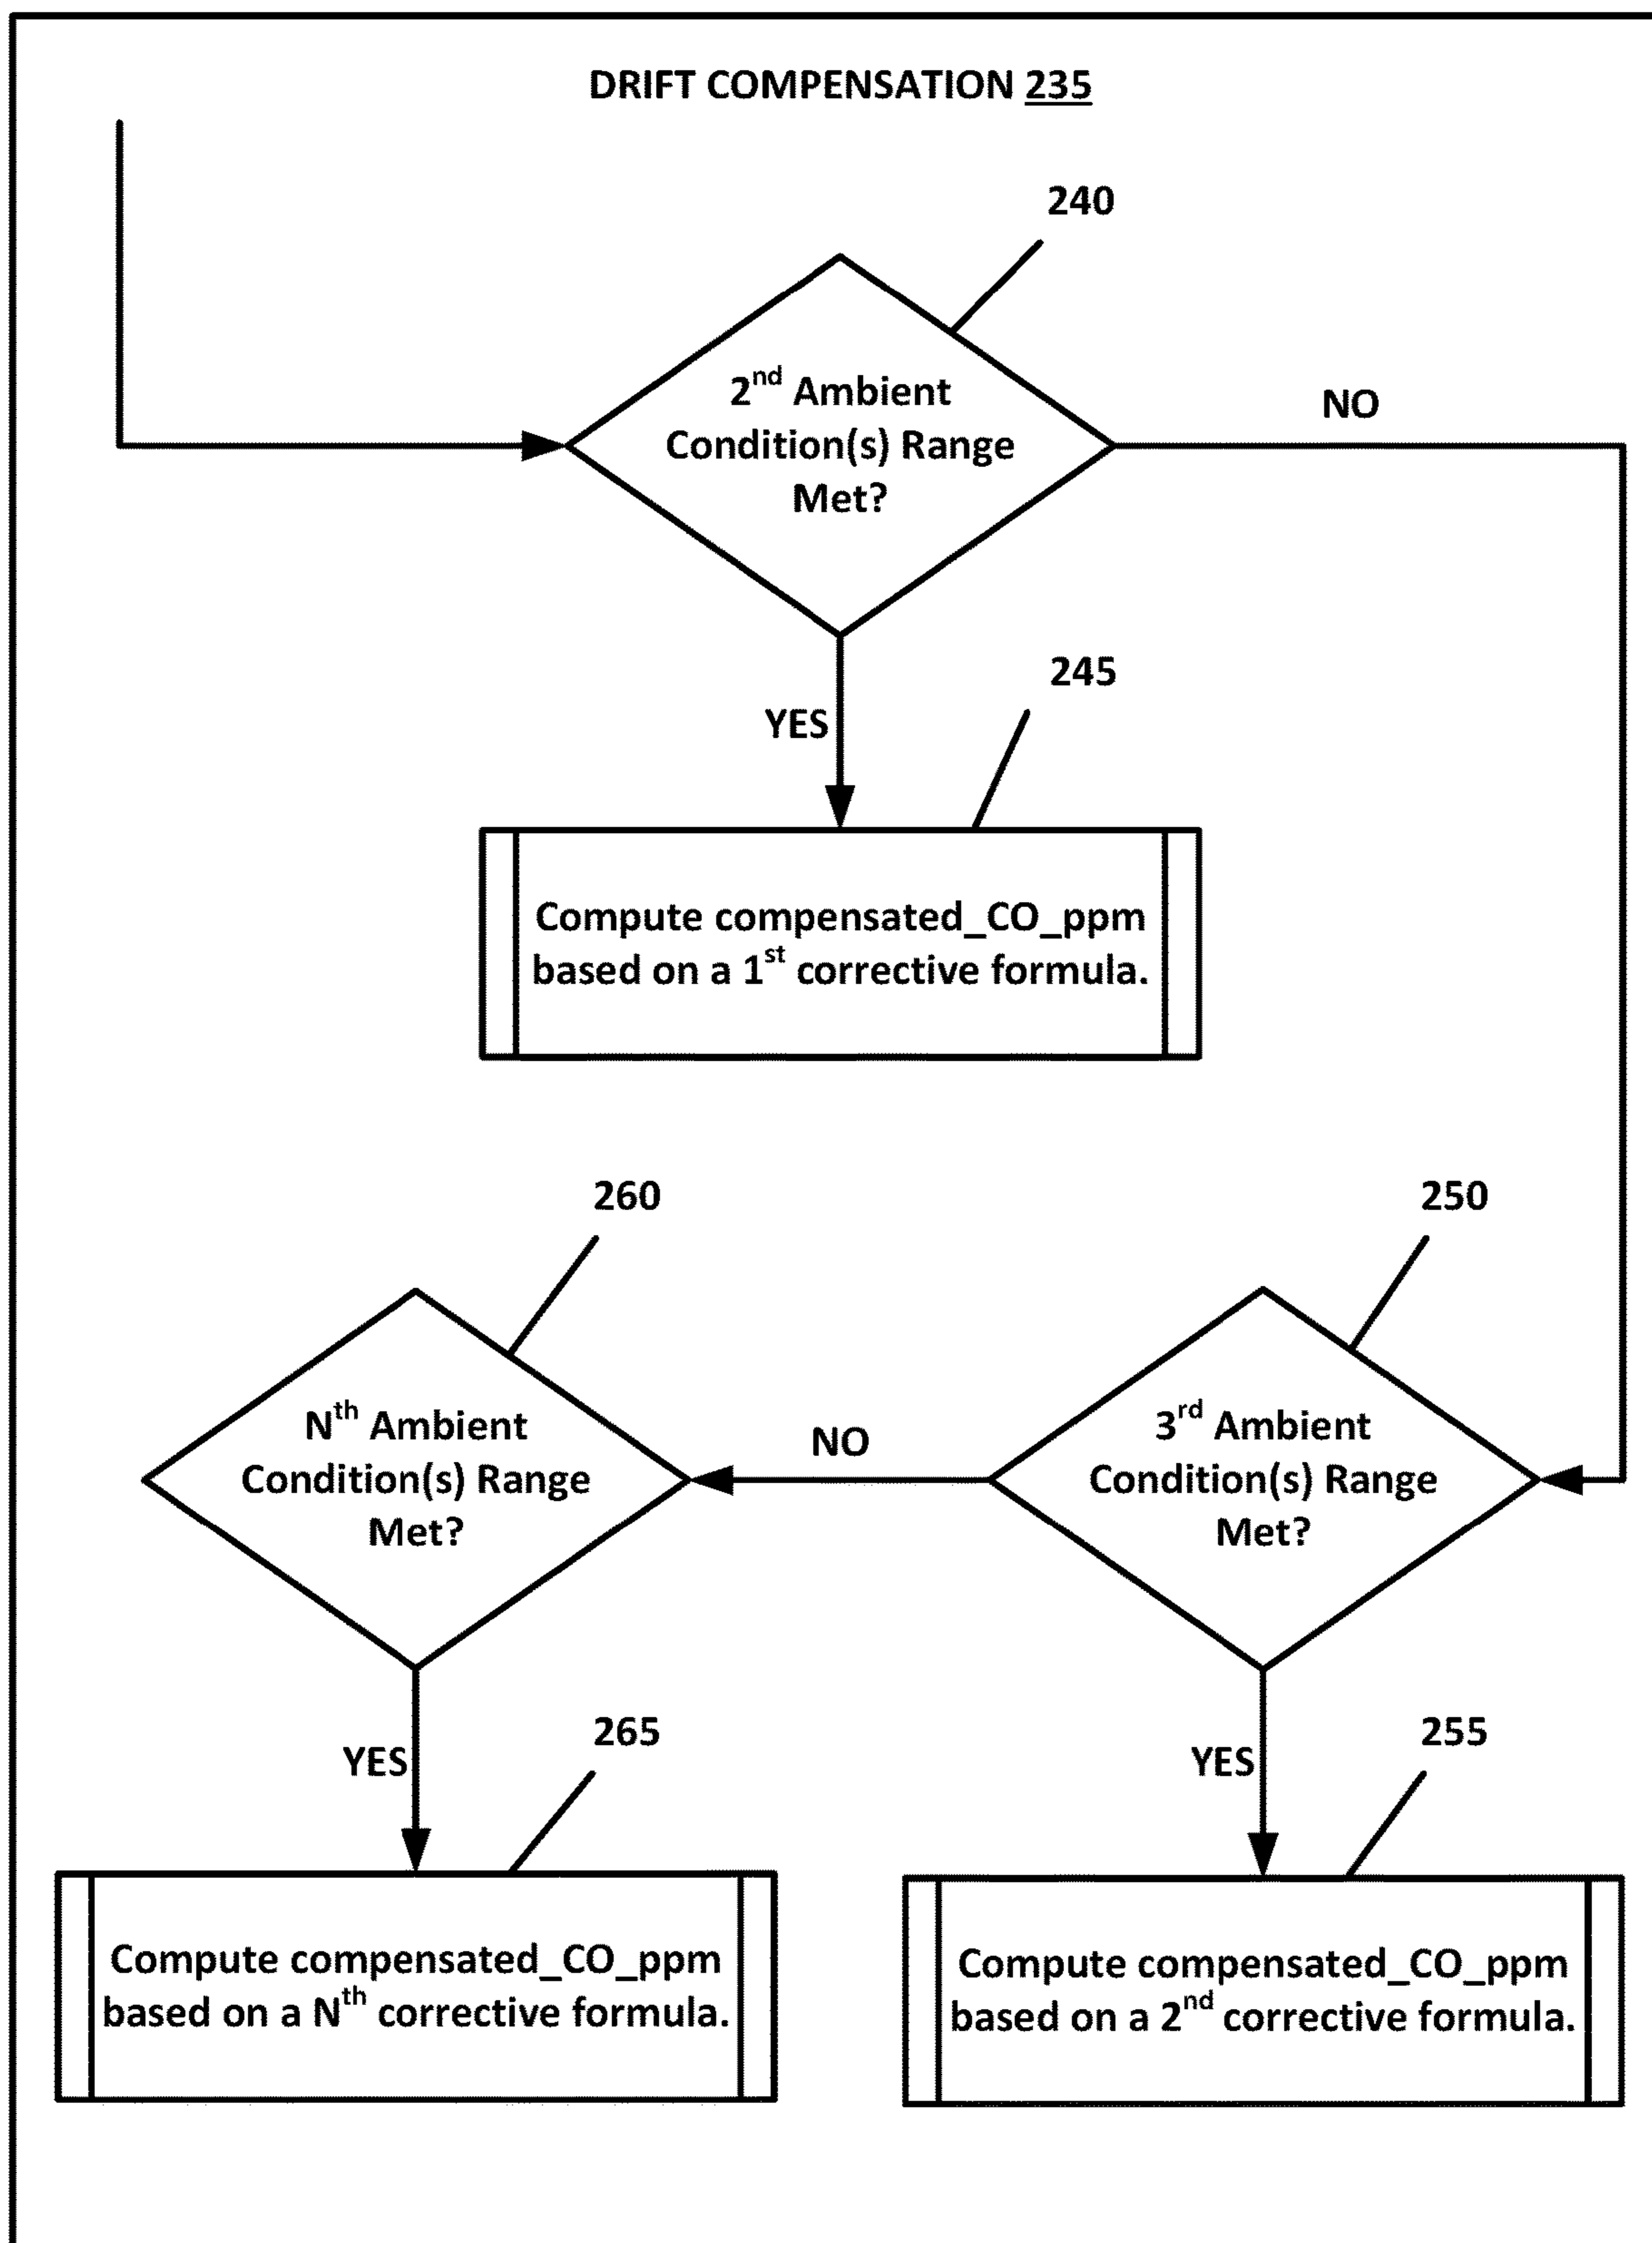 DRIFT COMPENSATION 235
240
2nd Ambient
Condition(s) Range
Met?
NO
YES
245
Compute compensated_CO_ppm
based on a 1st corrective formula.
260
250
Nth Ambient
Condition(s) Range
Met?
NO
3rd Ambient
Condition(s) Range
Met?
YES
265
YES
255
Compute compensated_CO_ppm
based on a Nth corrective formula.
Compute compensated_CO_ppm
based on a 2nd corrective formula.